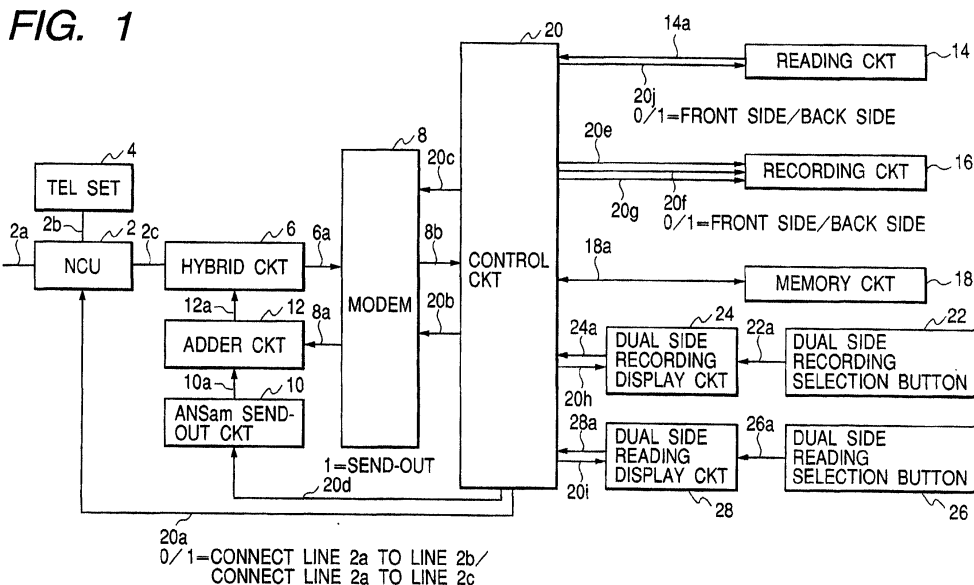 FIG. 1
20
14a
READING CKT
14
20j
0/1=FRONT SIDE/BACK SIDE
20e
RECORDING CKT
16
20f
20g
0/1=FRONT SIDE/BACK SIDE
4
TEL SET
2b
2a
2
2c
NCU
6
HYBRID CKT
6a
8
20c
8b
MODEM
20b
CONTROL
CKT
18a
MEMORY CKT
18
12a
12
8a
ADDER CKT
10a
10
ANSam SEND-
OUT CKT
24
24a
DUAL SIDE
RECORDING
DISPLAY CKT
20h
22a
22
DUAL SIDE
RECORDING
SELECTION BUTTON
28a
DUAL SIDE
READING
DISPLAY CKT
20i
28
26a
DUAL SIDE
READING
SELECTION BUTTON
26
1=SEND-OUT
20d
20a
0/1=CONNECT LINE 2a TO LINE 2b/
CONNECT LINE 2a TO LINE 2c